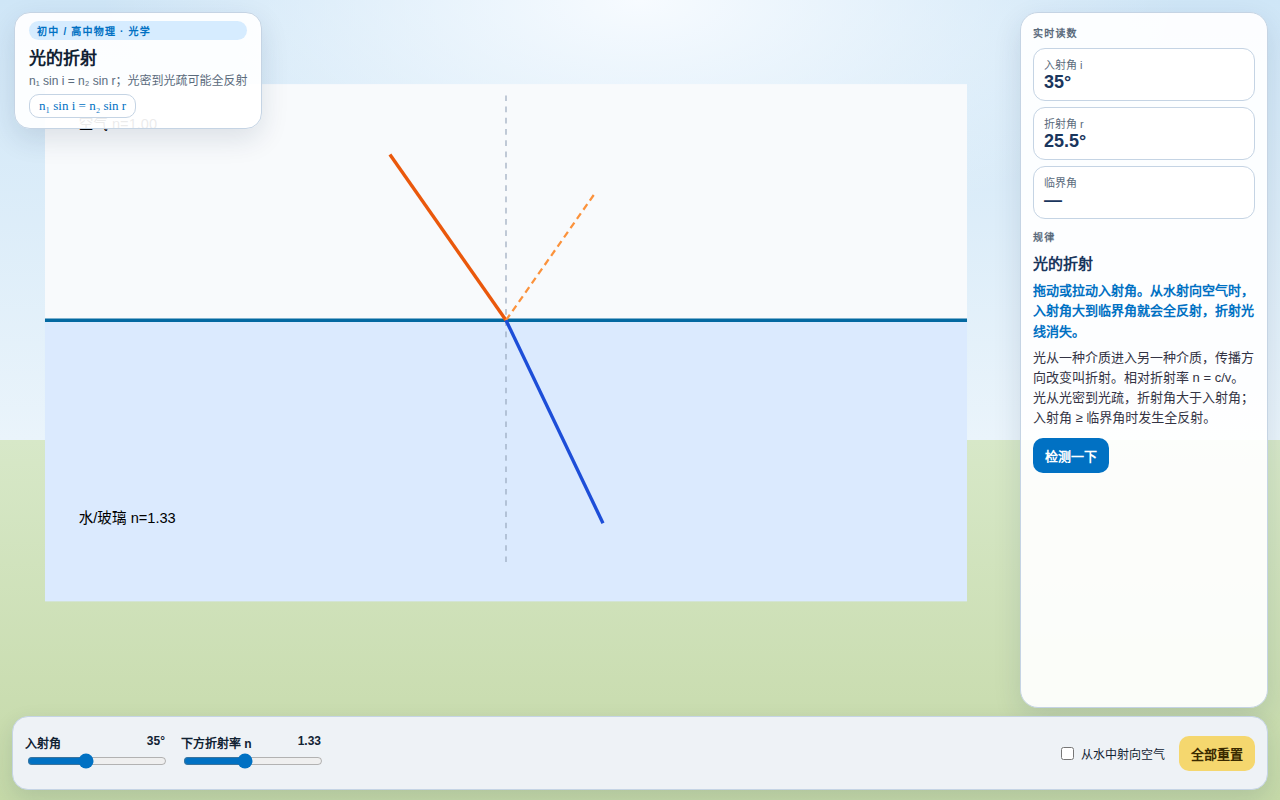 初中 / 高中物理 · 光学
光的折射
n₁ sin i = n₂ sin r；光密到光疏可能全反射
n₁ sin i = n₂ sin r
空气 n=1.00
水/玻璃 n=1.33
实时读数
入射角 i
35°
折射角 r
25.5°
临界角
—
规律
光的折射
拖动或拉动入射角。从水射向空气时，
入射角大到临界角就会全反射，折射光
线消失。
光从一种介质进入另一种介质，传播方
向改变叫折射。相对折射率 n = c/v。
光从光密到光疏，折射角大于入射角；
入射角 ≥ 临界角时发生全反射。
检测一下
入射角 35°
下方折射率 n 1.33
从水中射向空气
全部重置